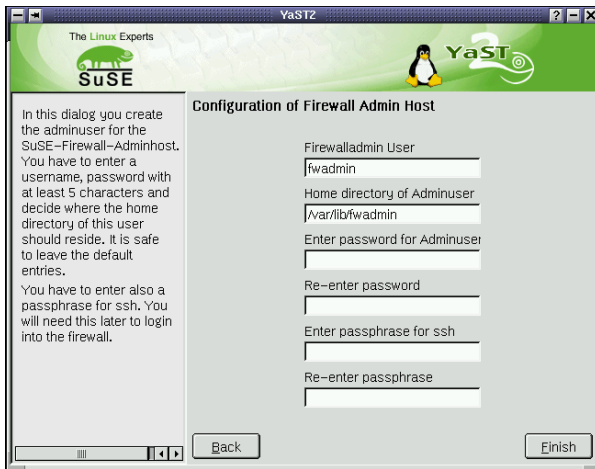 YaST2
The Linux Experts
SuSE
YaST
2
In this dialog you create
the adminuser for the
SuSE-Firewall-Adminhost.
You have to enter a
username, password with
at least 5 characters and
decide where the home
directory of this user
should reside. It is safe
to leave the default
entries.
You have to enter also a
passphrase for ssh. You
will need this later to login
into the firewall.
Configuration of Firewall Admin Host
Firewalladmin User
fwadmin
Home directory of Adminuser
/var/lib/fwadmin
Enter password for Adminuser
Re-enter password
Enter passphrase for ssh
Re-enter passphrase
Back
Finish